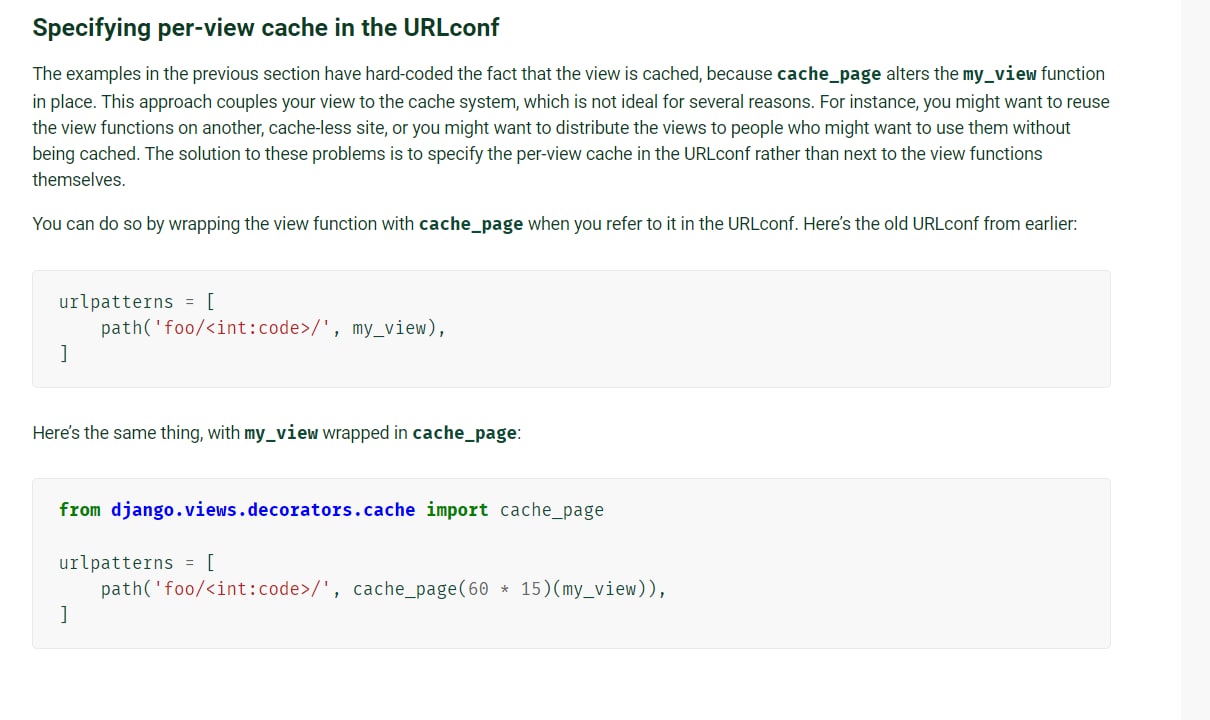 Specifying per-view cache in the URLconf
The examples in the previous section have hard-coded the fact that the view is cached, because cache_page alters the my_view function
in place. This approach couples your view to the cache system, which is not ideal for several reasons. For instance, you might want to reuse
the view functions on another, cache-less site, or you might want to distribute the views to people who might want to use them without
being cached. The solution to these problems is to specify the per-view cache in the URLconf rather than next to the view functions
themselves.
You can do so by wrapping the view function with cache_page when you refer to it in the URLconf. Here’s the old URLconf from earlier:
urlpatterns = [
    path('foo/<int:code>/', my_view),
]
Here’s the same thing, with my_view wrapped in cache_page:
from django.views.decorators.cache import cache_page
urlpatterns = [
    path('foo/<int:code>/', cache_page(60 * 15)(my_view)),
]